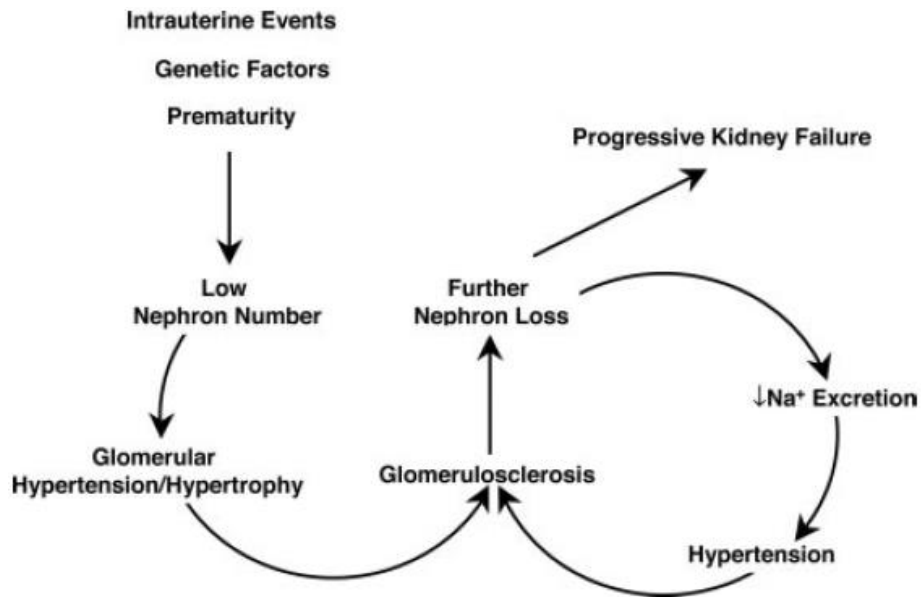 Intrauterine Events
Genetic Factors
Prematurity
Progressive Kidney Failure
Low
Nephron Number
Further
Nephron Loss
↓Na⁺ Excretion
Glomerular
Hypertension/Hypertrophy
Glomerulosclerosis
Hypertension